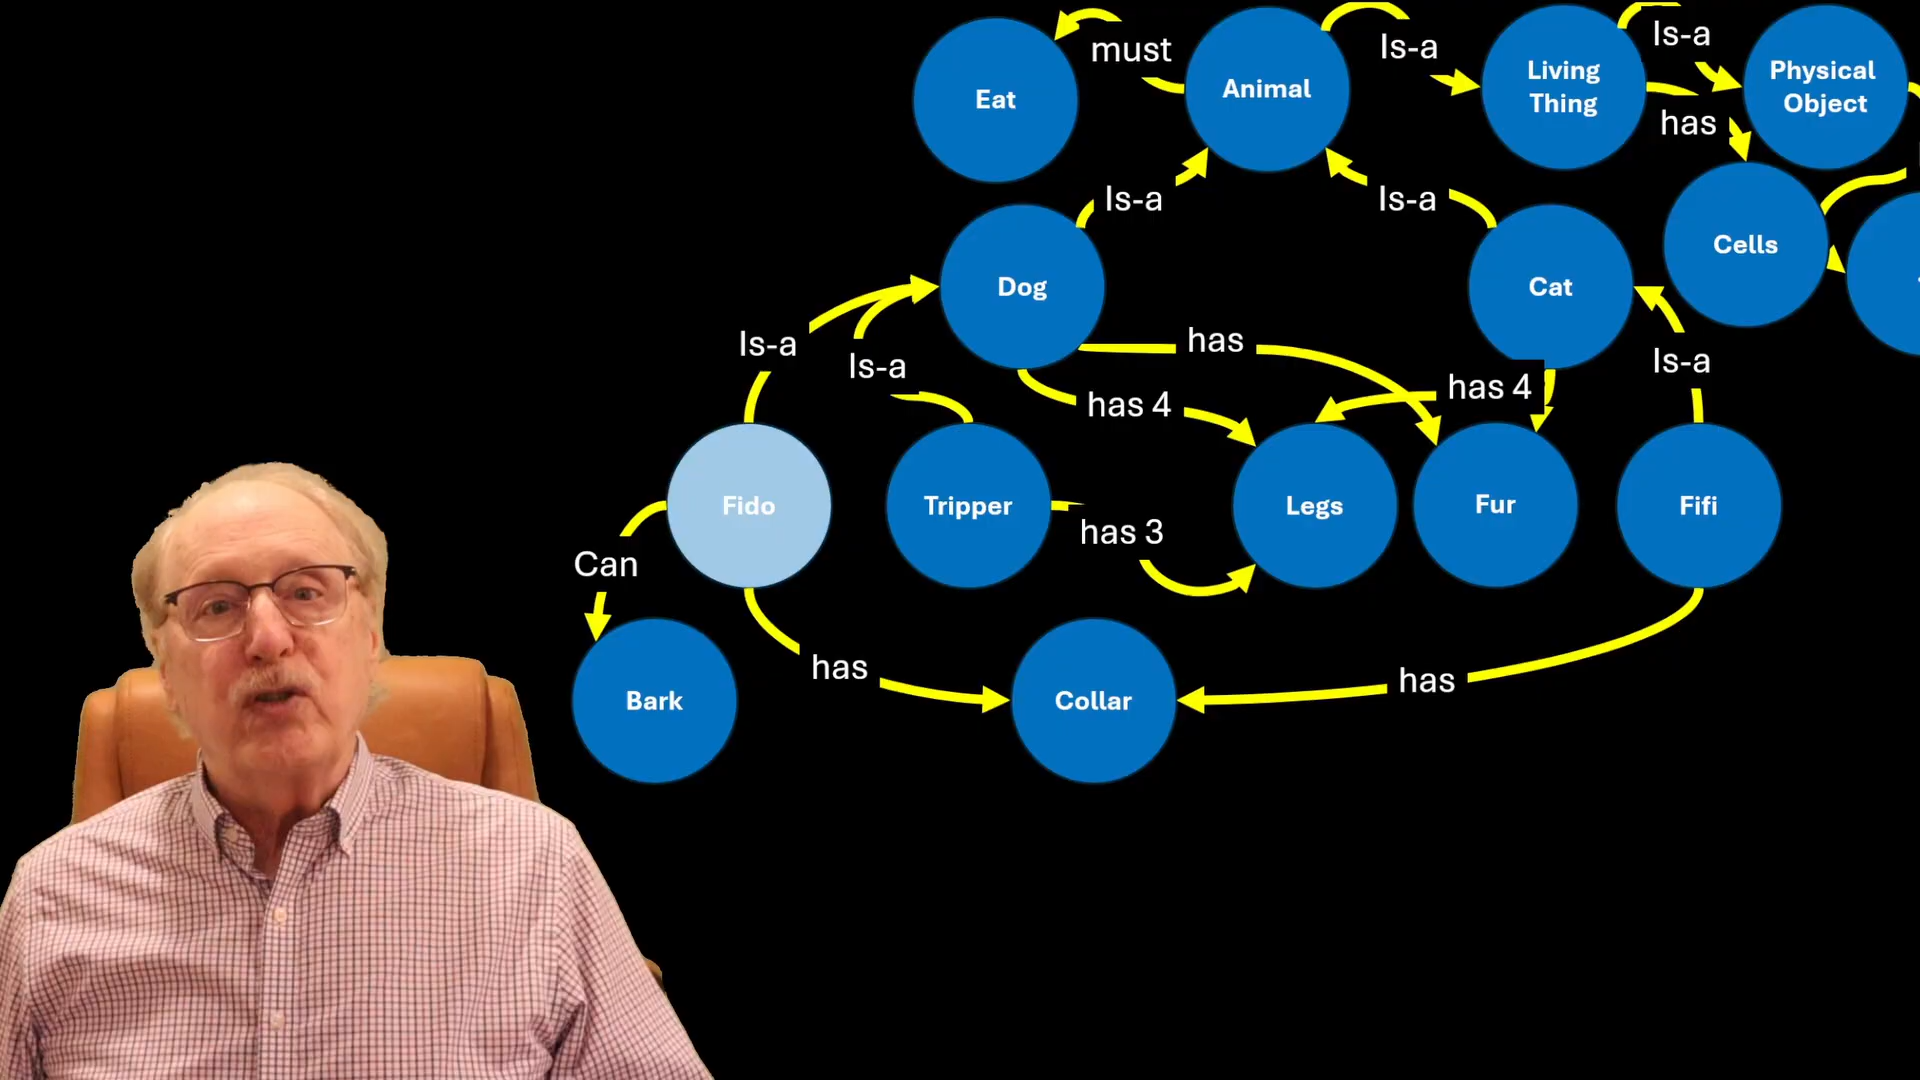 must
Is-a
Is-a
Eat
Animal
Living
Thing
Physical
Object
has
Is-a
Is-a
Cells
Dog
Cat
Is-a
Is-a
has
Is-a
has 4
has 4
Fido
Tripper
Legs
Fur
Fifi
has 3
Can
has
has
Bark
Collar